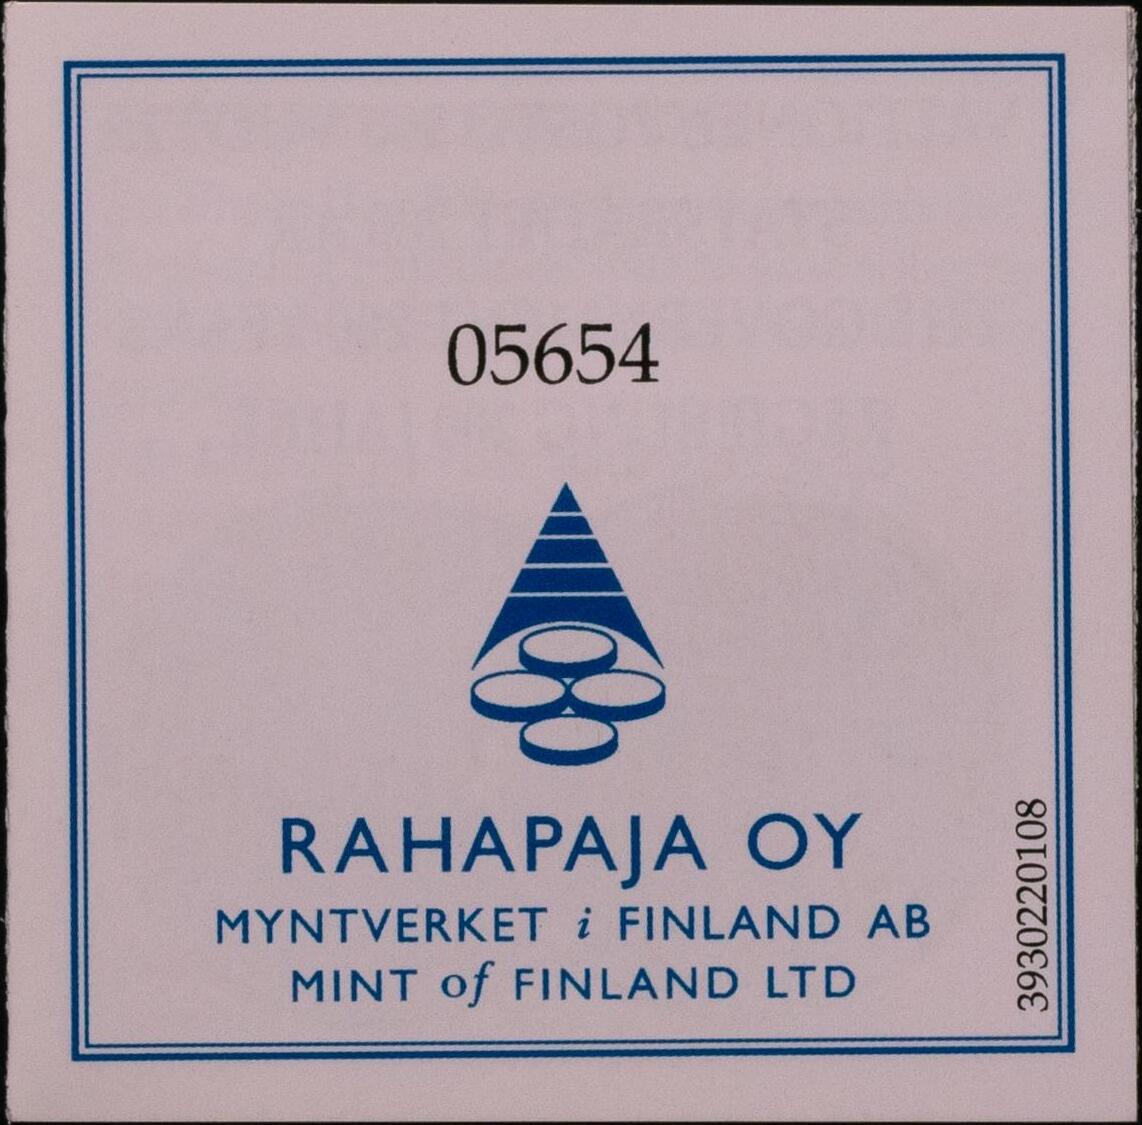 05654
RAHAPAJA OY
MYNTVERKET i FINLAND AB
MINT of FINLAND LTD
3930220108